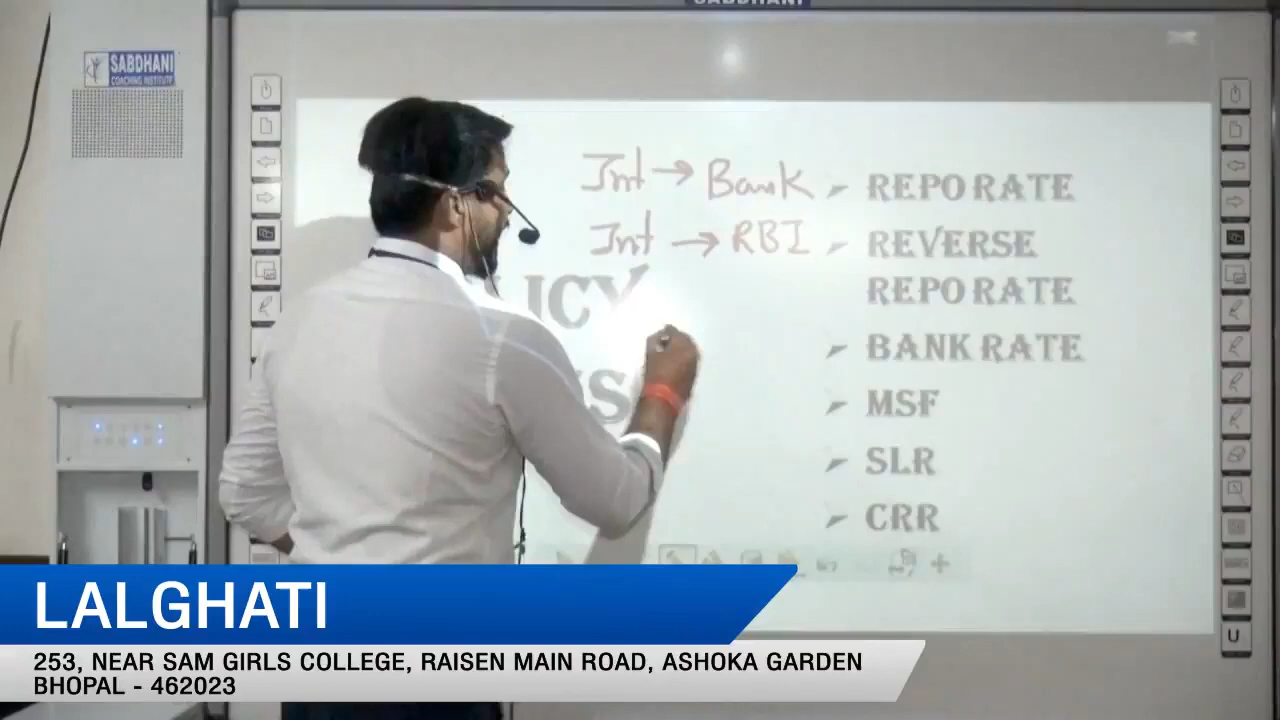 SABDHANI
SABDHANI
COACHING INSTITUTE
Int → Bank
REPO RATE
Int → RBI
REVERSE
REPO RATE
BANK RATE
MSF
SLR
CRR
U
LALGHATI
253, NEAR SAM GIRLS COLLEGE, RAISEN MAIN ROAD, ASHOKA GARDEN
BHOPAL - 462023